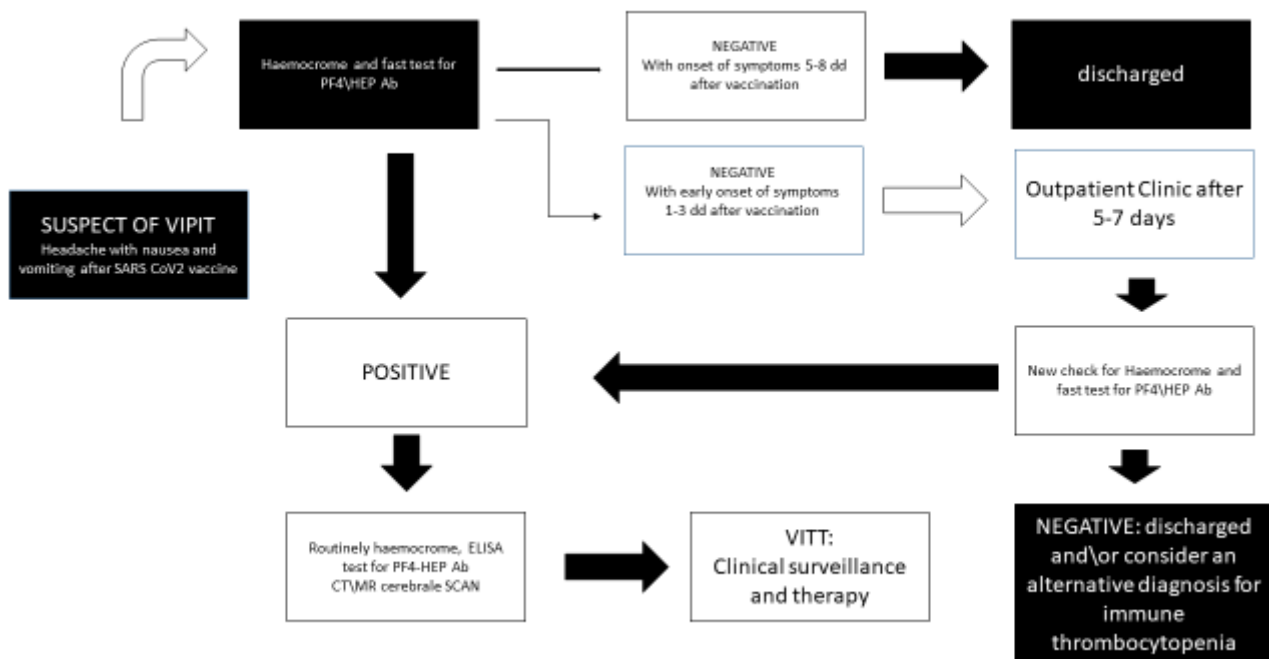 SUSPECT OF VIPIT
Headache with nausea and
vomiting after SARS CoV2 vaccine
Haemocrome and fast test for
PF4\HEP Ab
NEGATIVE
With onset of symptoms 5-8 dd
after vaccination
discharged
NEGATIVE
With early onset of symptoms
1-3 dd after vaccination
Outpatient Clinic after
5-7 days
POSITIVE
New check for Haemocrome and
fast test for PF4\HEP Ab
Routinely haemocrome, ELISA
test for PF4-HEP Ab
CT\MR cerebrale SCAN
VITT:
Clinical surveillance
and therapy
NEGATIVE: discharged
and\or consider an
alternative diagnosis for
immune
thrombocytopenia